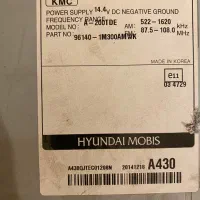 KMC
POWER SUPPLY 14.4V DC NEGATIVE GROUND
FREQUENCY RANGE
MODEL NO : A-200TDE AM: 522-1620 kHz
FM: 87.5-108.0 MHz
PART NO : 96140-1M300AM
MADE IN KOREA
e11
03 4729
HYUNDAI MOBIS
20141216 A430